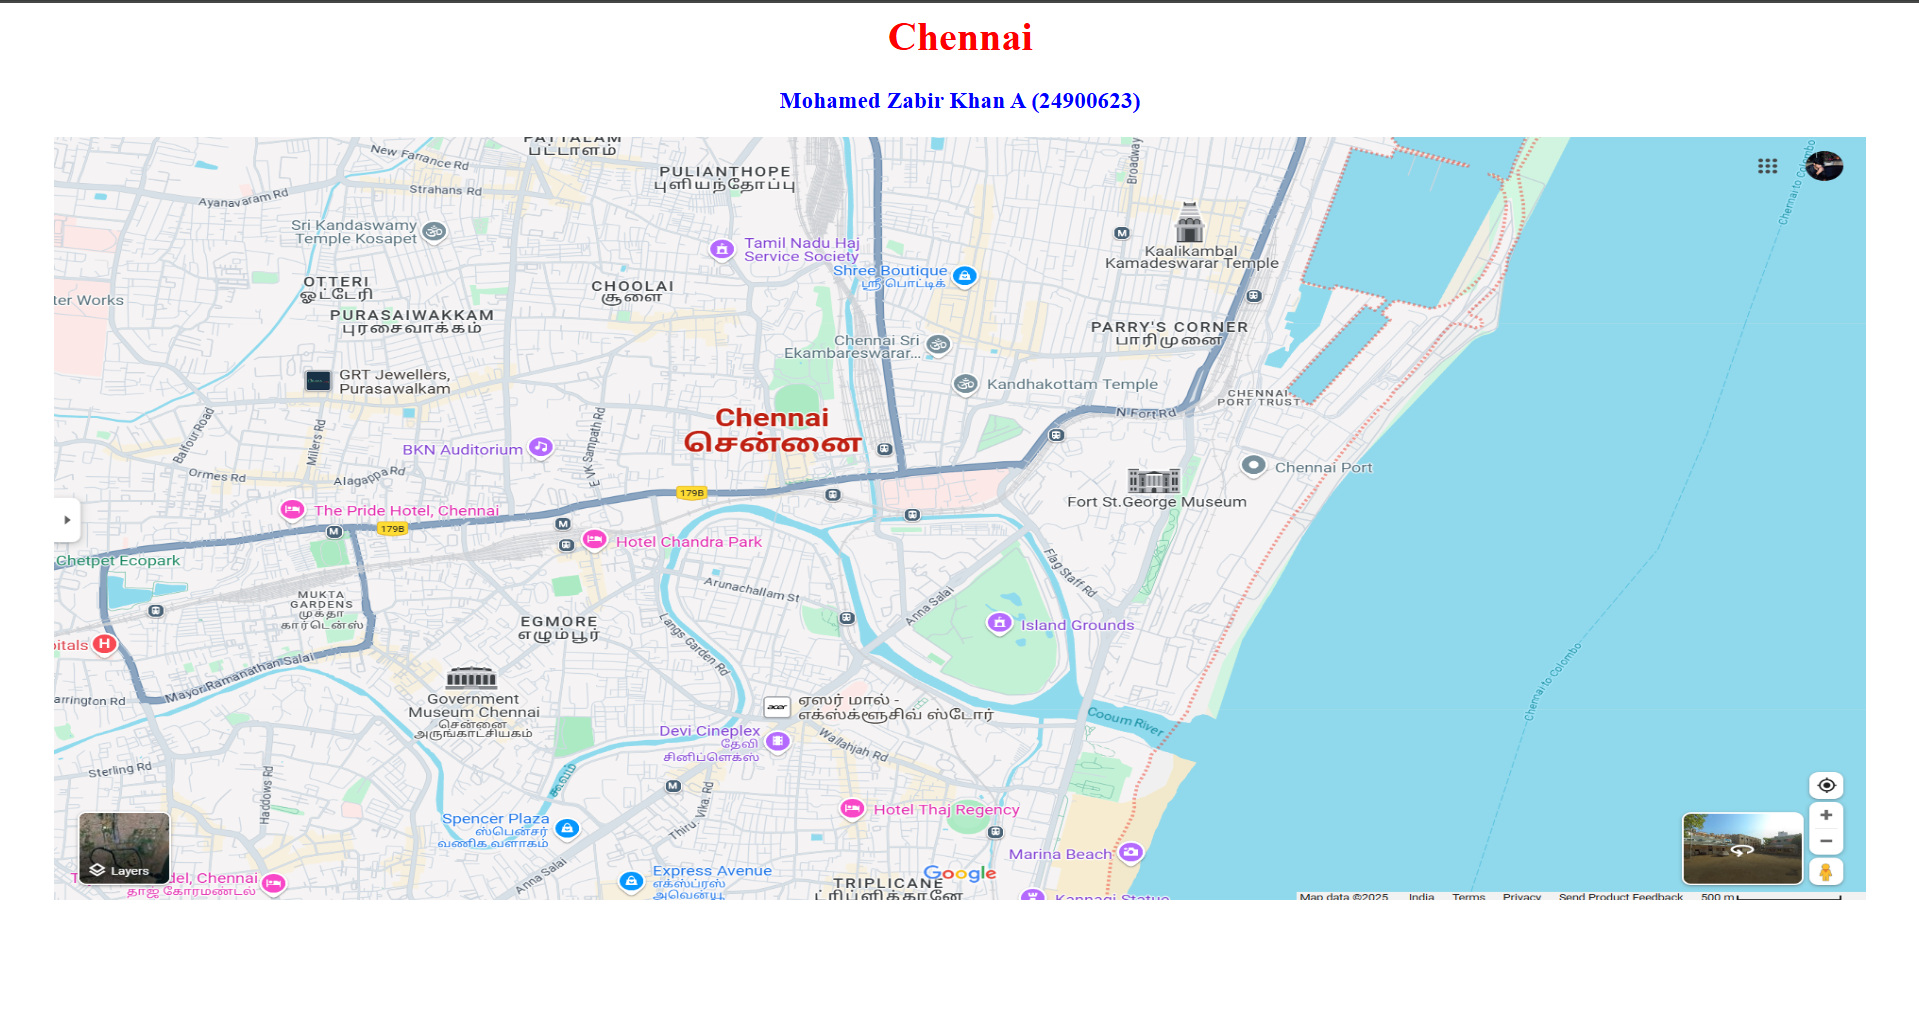 Chennai
Mohamed Zabir Khan A (24900623)
PATTALAM
பட்டாளம்
New Farrance Rd
Strahans Rd
Ayanavaram Rd
PULIANTHOPE
புளியந்தோப்பு
Broadway
Chennai to Colombo
Sri Kandaswamy
Temple Kosapet
Tamil Nadu Haj
Service Society
Shree Boutique
ஸ்ரீ பொட்டிக்
M
Kaalikambal
Kamadeswarar Temple
OTTERI
ஓட்டேரி
CHOOLAI
சூளை
ter Works
PURASAIWAKKAM
புரசைவாக்கம்
PARRY'S CORNER
பாரிமுனை
Chennai Sri
Ekambareswarar...
GRT Jewellers,
Purasawalkam
Kandhakottam Temple
CHENNAI
PORT TRUST
N Fort Rd
Chennai
சென்னை
Balfour Road
Millers Rd
E.V.K Sampath Rd
BKN Auditorium
Ormes Rd
Alagappa Rd
Chennai Port
179B
Fort St.George Museum
The Pride Hotel, Chennai
M
179B
M
Hotel Chandra Park
Chetpet Ecopark
Flag Staff Rd
Arunachallam St
Anna Salai
MUKTA
GARDENS
முக்தா
கார்டென்ஸ்
EGMORE
எழும்பூர்
Langs Garden Rd
Island Grounds
itals
H
Mayor Ramanathan Salai
arrington Rd
Government
Museum Chennai
சென்னை
அருங்காட்சியகம்
acer
ஏஸர் மால் -
எக்ஸ்க்ளூசிவ் ஸ்டோர்
Cooum River
Chennai to Colombo
Devi Cineplex
தேவி
சினிப்ளெக்ஸ்
Wallahjah Rd
Sterling Rd
Haddows Rd
கூவம்
M
Thiru. Vika. Rd
Spencer Plaza
ஸ்பென்சர்
வணிக வளாகம்
Hotel Thaj Regency
Marina Beach
Layers
del, Chennai
தாஜ் கோரமண்டல்
Anna Salai
Express Avenue
எக்ஸ்ப்ரஸ்
அவென்யூ
TRIPLICANE
ட்ரிப்ளிக்கானே
Google
Kannagi Statue
Map data ©2025 India Terms Privacy Send Product Feedback 500 m